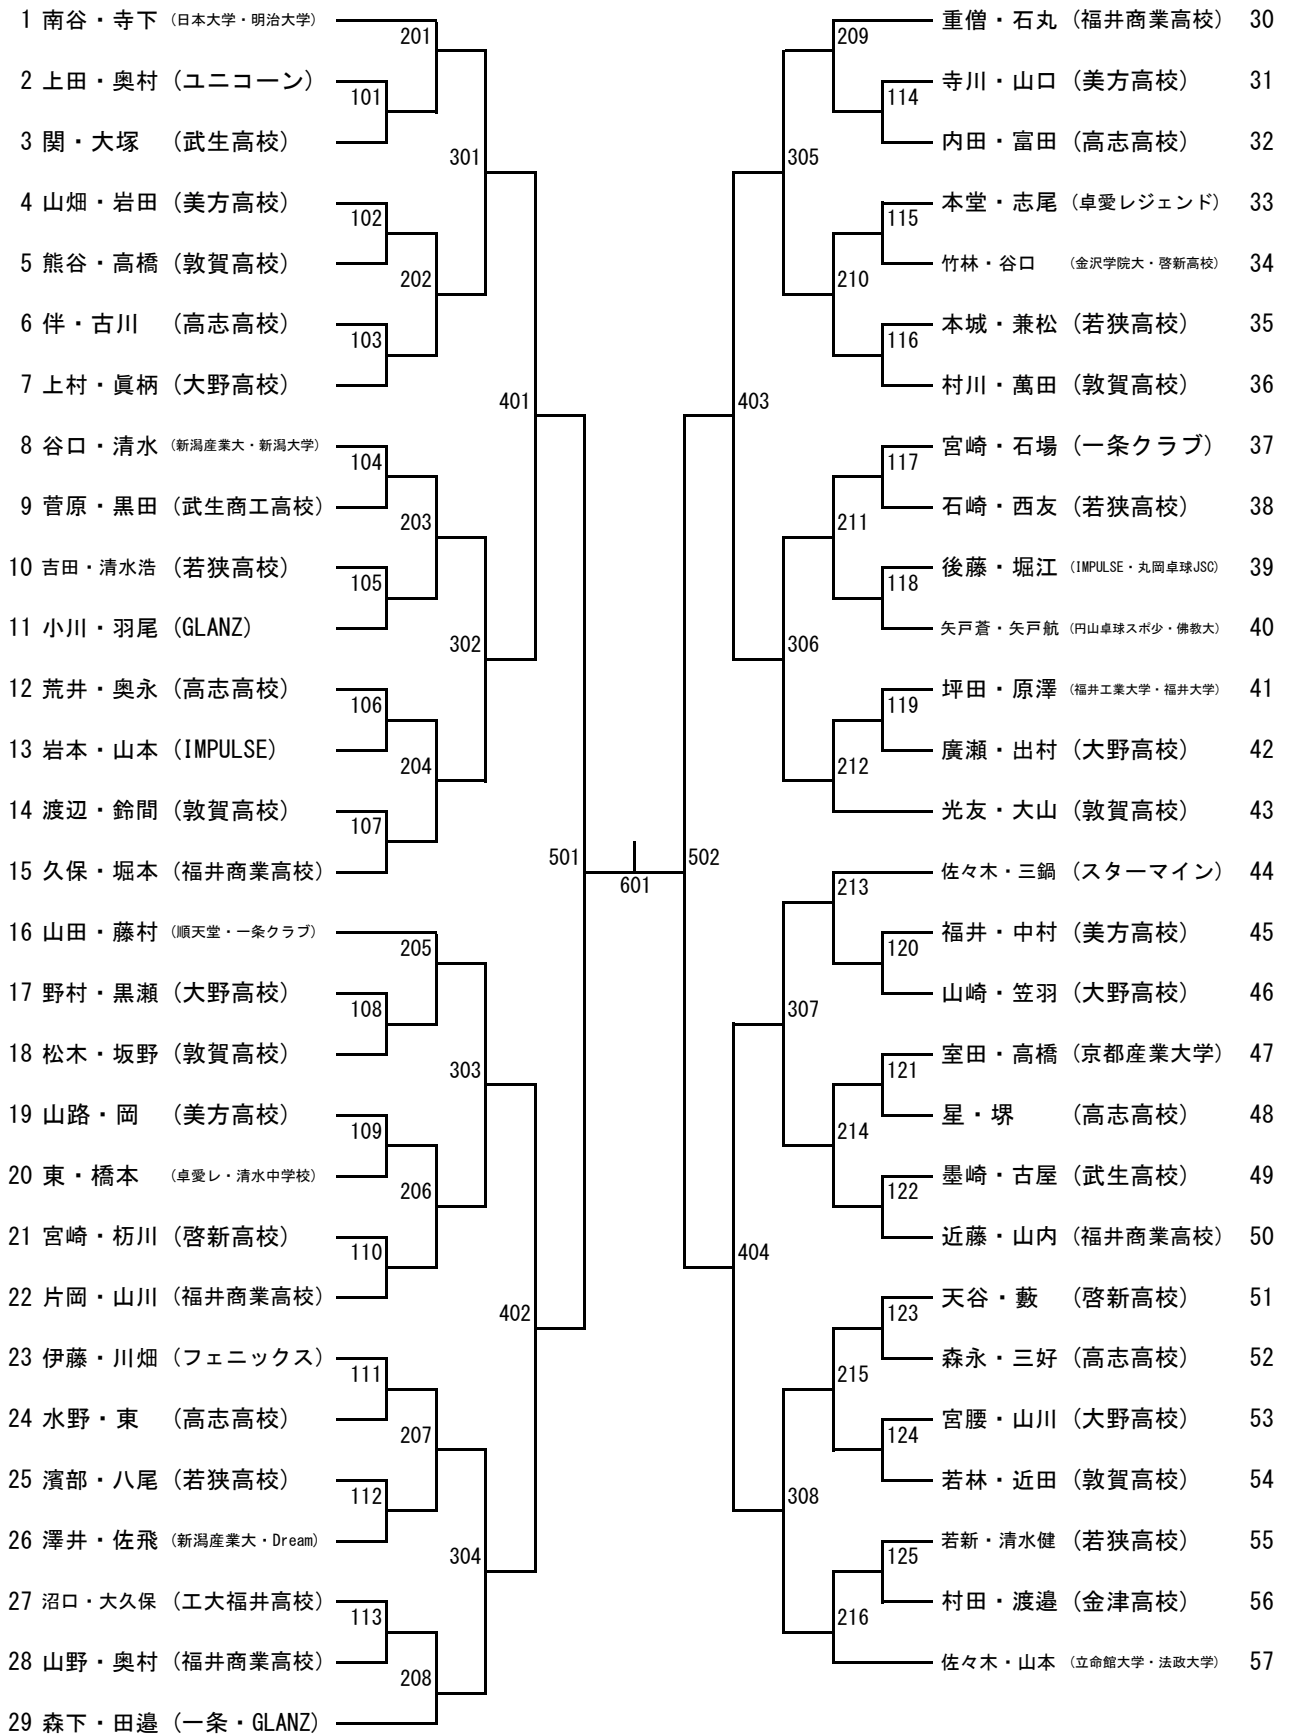 1 南谷・寺下 (日本大学・明治大学)
201
2 上田・奥村 (ユニコーン)
101
3 関・大塚 (武生高校)
301
4 山畑・岩田 (美方高校)
102
5 熊谷・高橋 (敦賀高校)
202
6 伴・古川 (高志高校)
103
7 上村・眞柄 (大野高校)
401
8 谷口・清水 (新潟産業大・新潟大学)
104
9 菅原・黒田 (武生商工高校)
203
10 吉田・清水浩 (若狭高校)
105
11 小川・羽尾 (GLANZ)
302
12 荒井・奥永 (高志高校)
106
13 岩本・山本 (IMPULSE)
204
14 渡辺・鈴間 (敦賀高校)
107
15 久保・堀本 (福井商業高校)
501
16 山田・藤村 (順天堂・一条クラブ)
205
17 野村・黒瀬 (大野高校)
108
18 松木・坂野 (敦賀高校)
303
19 山路・岡 (美方高校)
109
20 東・橋本 (卓愛レ・清水中学校)
206
21 宮崎・杤川 (啓新高校)
110
22 片岡・山川 (福井商業高校)
402
23 伊藤・川畑 (フェニックス)
111
24 水野・東 (高志高校)
207
25 濱部・八尾 (若狭高校)
112
26 澤井・佐飛 (新潟産業大・Dream)
304
27 沼口・大久保 (工大福井高校)
113
28 山野・奥村 (福井商業高校)
208
29 森下・田邉 (一条・GLANZ)
601
重僧・石丸 (福井商業高校) 30
209
寺川・山口 (美方高校) 31
114
内田・富田 (高志高校) 32
305
本堂・志尾 (卓愛レジェンド) 33
115
竹林・谷口 (金沢学院大・啓新高校) 34
210
本城・兼松 (若狭高校) 35
116
村川・萬田 (敦賀高校) 36
403
宮崎・石場 (一条クラブ) 37
117
石崎・西友 (若狭高校) 38
211
後藤・堀江 (IMPULSE・丸岡卓球JSC) 39
118
矢戸蒼・矢戸航 (円山卓球スポ少・佛教大) 40
306
坪田・原澤 (福井工業大学・福井大学) 41
119
廣瀬・出村 (大野高校) 42
212
光友・大山 (敦賀高校) 43
502
佐々木・三鍋 (スターマイン) 44
213
福井・中村 (美方高校) 45
120
山崎・笠羽 (大野高校) 46
307
室田・高橋 (京都産業大学) 47
121
星・堺 (高志高校) 48
214
墨崎・古屋 (武生高校) 49
122
近藤・山内 (福井商業高校) 50
404
天谷・藪 (啓新高校) 51
123
森永・三好 (高志高校) 52
215
宮腰・山川 (大野高校) 53
124
若林・近田 (敦賀高校) 54
308
若新・清水健 (若狭高校) 55
125
村田・渡邉 (金津高校) 56
216
佐々木・山本 (立命館大学・法政大学) 57